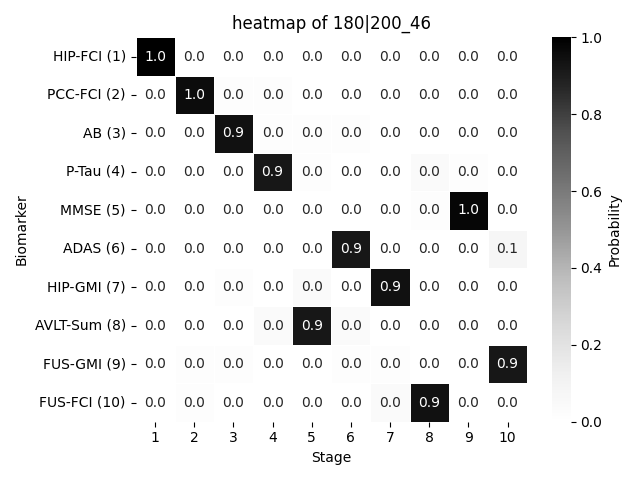 heatmap of 180|200_46
HIP-FCI (1) 1.0 0.0 0.0 0.0 0.0 0.0 0.0 0.0 0.0 0.0
PCC-FCI (2) 0.0 1.0 0.0 0.0 0.0 0.0 0.0 0.0 0.0 0.0
AB (3) 0.0 0.0 0.9 0.0 0.0 0.0 0.0 0.0 0.0 0.0
P-Tau (4) 0.0 0.0 0.0 0.9 0.0 0.0 0.0 0.0 0.0 0.0
MMSE (5) 0.0 0.0 0.0 0.0 0.0 0.0 0.0 0.0 1.0 0.0
ADAS (6) 0.0 0.0 0.0 0.0 0.0 0.9 0.0 0.0 0.0 0.1
HIP-GMI (7) 0.0 0.0 0.0 0.0 0.0 0.0 0.9 0.0 0.0 0.0
AVLT-Sum (8) 0.0 0.0 0.0 0.0 0.9 0.0 0.0 0.0 0.0 0.0
FUS-GMI (9) 0.0 0.0 0.0 0.0 0.0 0.0 0.0 0.0 0.0 0.9
FUS-FCI (10) 0.0 0.0 0.0 0.0 0.0 0.0 0.0 0.9 0.0 0.0
1 2 3 4 5 6 7 8 9 10
Stage
Biomarker
1.0
0.8
0.6
0.4
0.2
0.0
Probability